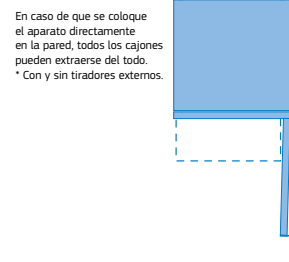 En caso de que se coloque
el aparato directamente
en la pared, todos los cajones
pueden extraerse del todo.
* Con y sin tiradores externos.